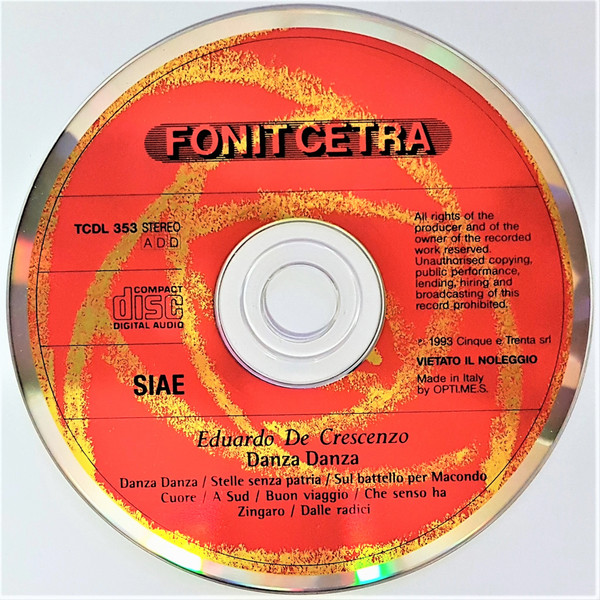 FONIT CETRA
TCDL 353 STEREO
A D D
COMPACT
disc
DIGITAL AUDIO
SIAE
All rights of the
producer and of the
owner of the recorded
work reserved.
Unauthorised copying,
public performance,
lending, hiring and
broadcasting of this
record prohibited.
℗ 1993 Cinque e Trenta srl
VIETATO IL NOLEGGIO
Made in Italy
by OPTI.ME.S.
Eduardo De Crescenzo
Danza Danza
Danza Danza / Stelle senza patria / Sul battello per Macondo
Cuore / A Sud / Buon viaggio / Che senso ha
Zingaro / Dalle radici